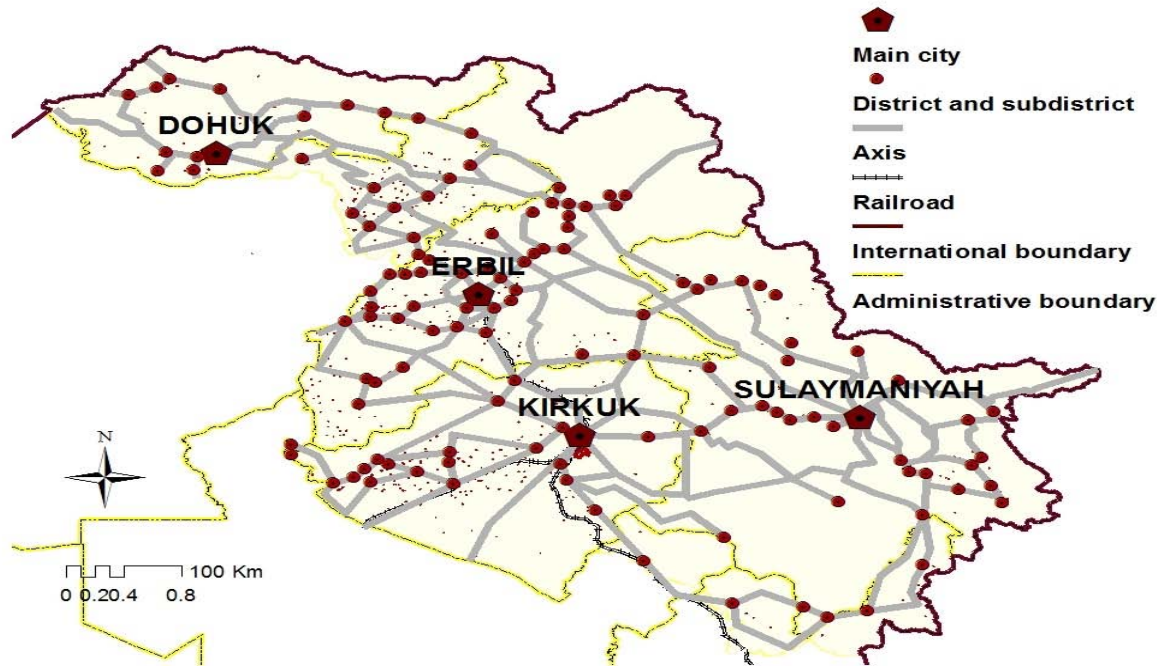 Main city
District and subdistrict
Axis
Railroad
International boundary
Administrative boundary
DOHUK
ERBIL
SULAYMANIYAH
KIRKUK
N
100 Km
0 0.20.4 0.8